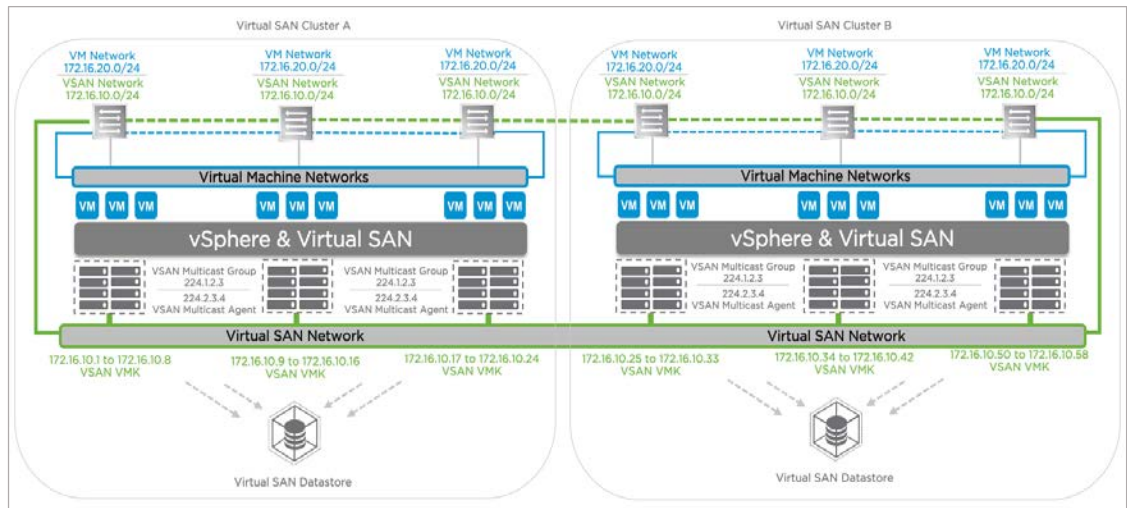 Virtual SAN Cluster A
Virtual SAN Cluster B
VM Network
172.16.20.0/24
VSAN Network
172.16.10.0/24
VM Network
172.16.20.0/24
VSAN Network
172.16.10.0/24
VM Network
172.16.20.0/24
VSAN Network
172.16.10.0/24
VM Network
172.16.20.0/24
VSAN Network
172.16.10.0/24
VM Network
172.16.20.0/24
VSAN Network
172.16.10.0/24
VM Network
172.16.20.0/24
VSAN Network
172.16.10.0/24
Virtual Machine Networks
Virtual Machine Networks
VM VM VM
VM VM VM
VM VM VM
VM VM VM
VM VM VM
VM VM VM
vSphere & Virtual SAN
vSphere & Virtual SAN
VSAN Multicast Group
224.1.2.3
224.2.3.4
VSAN Multicast Agent
VSAN Multicast Group
224.1.2.3
224.2.3.4
VSAN Multicast Agent
VSAN Multicast Group
224.1.2.3
224.2.3.4
VSAN Multicast Agent
VSAN Multicast Group
224.1.2.3
224.2.3.4
VSAN Multicast Agent
Virtual SAN Network
Virtual SAN Network
172.16.10.1 to 172.16.10.8
VSAN VMK
172.16.10.9 to 172.16.10.16
VSAN VMK
172.16.10.17 to 172.16.10.24
VSAN VMK
172.16.10.25 to 172.16.10.33
VSAN VMK
172.16.10.34 to 172.16.10.42
VSAN VMK
172.16.10.50 to 172.16.10.58
VSAN VMK
Virtual SAN Datastore
Virtual SAN Datastore